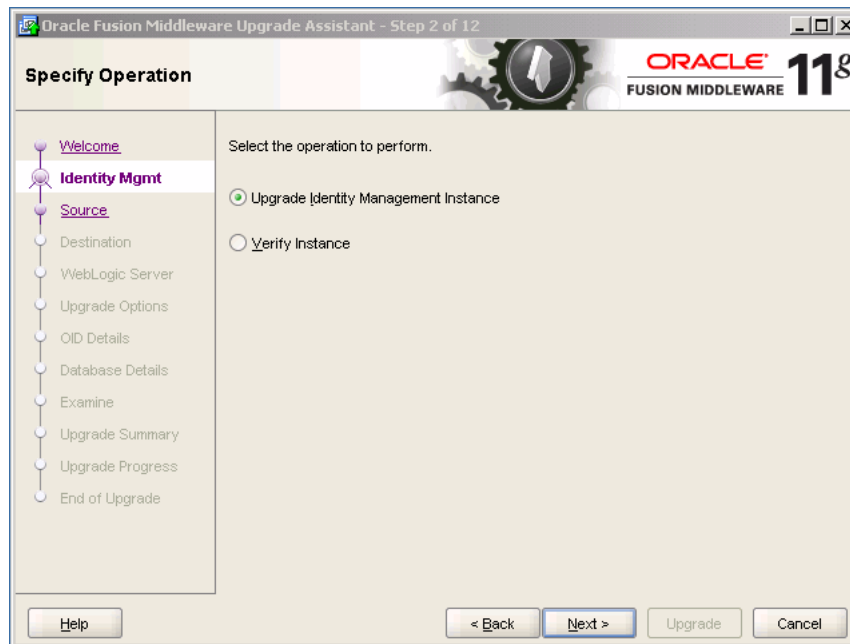 Oracle Fusion Middleware Upgrade Assistant - Step 2 of 12
Specify Operation
ORACLE
FUSION MIDDLEWARE
11g
Welcome
Identity Mgmt
Source
Destination
WebLogic Server
Upgrade Options
OID Details
Database Details
Examine
Upgrade Summary
Upgrade Progress
End of Upgrade
Select the operation to perform.
Upgrade Identity Management Instance
Verify Instance
Help
< Back
Next >
Upgrade
Cancel